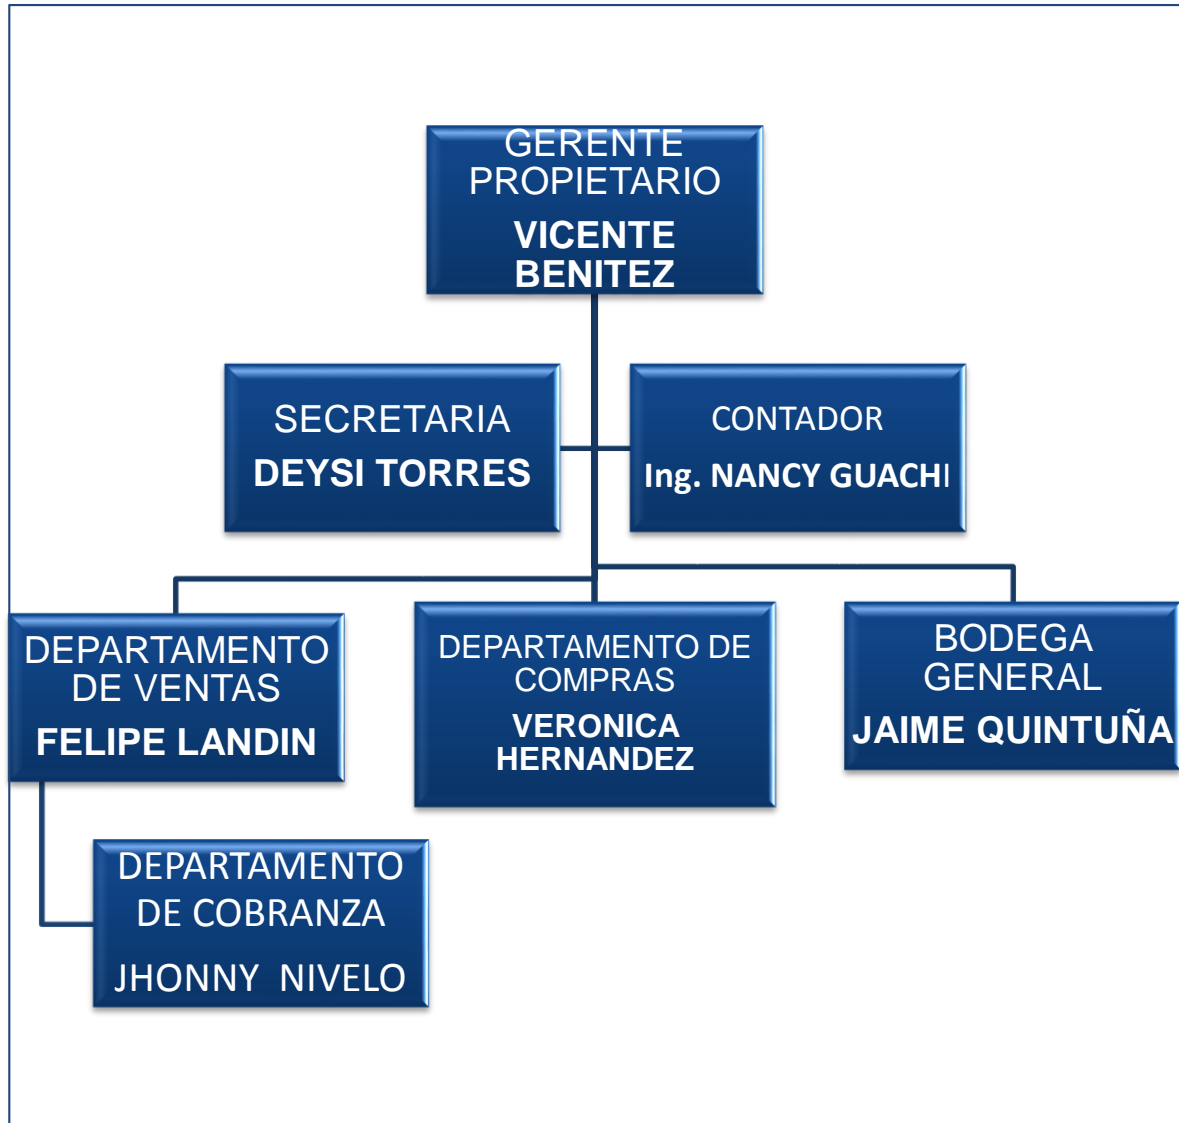 GERENTE
PROPIETARIO
VICENTE
BENITEZ
SECRETARIA
DEYSI TORRES
CONTADOR
Ing. NANCY GUACHI
DEPARTAMENTO
DE VENTAS
FELIPE LANDIN
DEPARTAMENTO DE
COMPRAS
VERONICA
HERNANDEZ
BODEGA
GENERAL
JAIME QUINTUÑA
DEPARTAMENTO
DE COBRANZA
JHONNY NIVELO